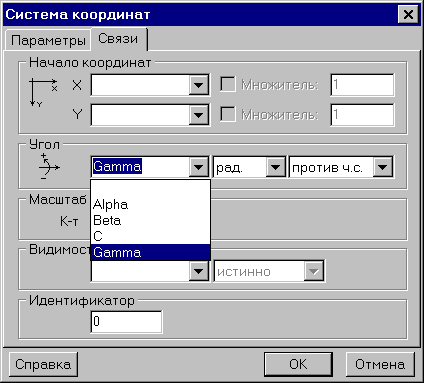 Система координат
Параметры Связи
Начало координат
X Множитель: 1
Y Множитель: 1
Угол
Gamma рад. против ч.с.
Alpha
Масштаб
Beta
К-т
C
Gamma
Видимост
истинно
Идентификатор
0
Справка OK Отмена